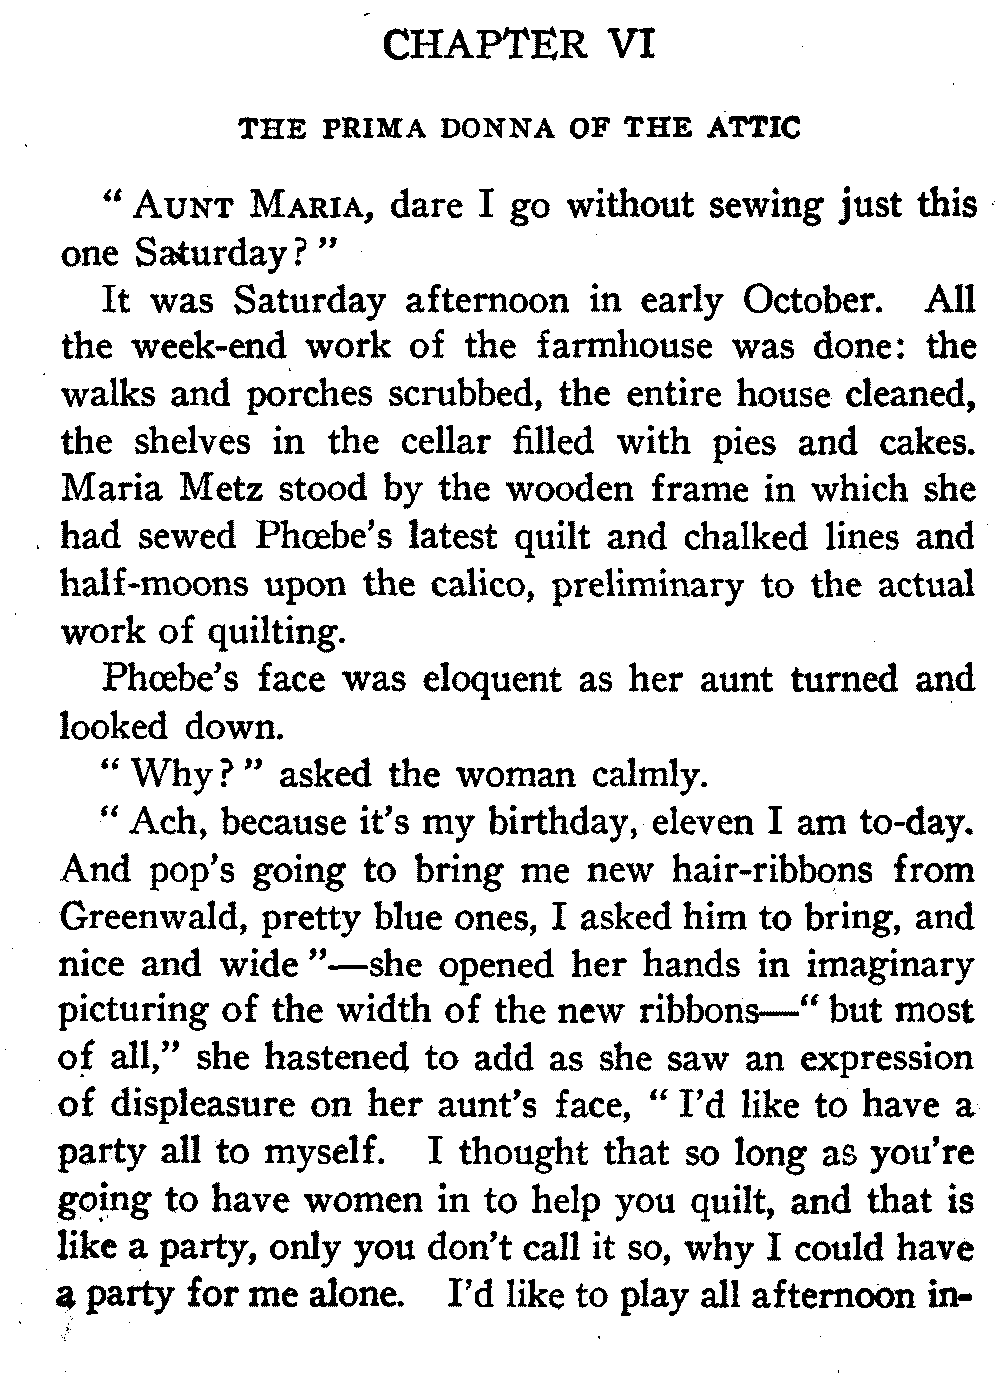 CHAPTER VI
THE PRIMA DONNA OF THE ATTIC
“ AUNT MARIA, dare I go without sewing just this
one Saturday? ”
It was Saturday afternoon in early October. All
the week-end work of the farmhouse was done: the
walks and porches scrubbed, the entire house cleaned,
the shelves in the cellar filled with pies and cakes.
Maria Metz stood by the wooden frame in which she
had sewed Phœbe's latest quilt and chalked lines and
half-moons upon the calico, preliminary to the actual
work of quilting.
Phœbe's face was eloquent as her aunt turned and
looked down.
“ Why? ” asked the woman calmly.
“ Ach, because it's my birthday, eleven I am to-day.
And pop's going to bring me new hair-ribbons from
Greenwald, pretty blue ones, I asked him to bring, and
nice and wide ”—she opened her hands in imaginary
picturing of the width of the new ribbons—“ but most
of all,” she hastened to add as she saw an expression
of displeasure on her aunt's face, “ I'd like to have a
party all to myself. I thought that so long as you're
going to have women in to help you quilt, and that is
like a party, only you don't call it so, why I could have
a party for me alone. I'd like to play all afternoon in-